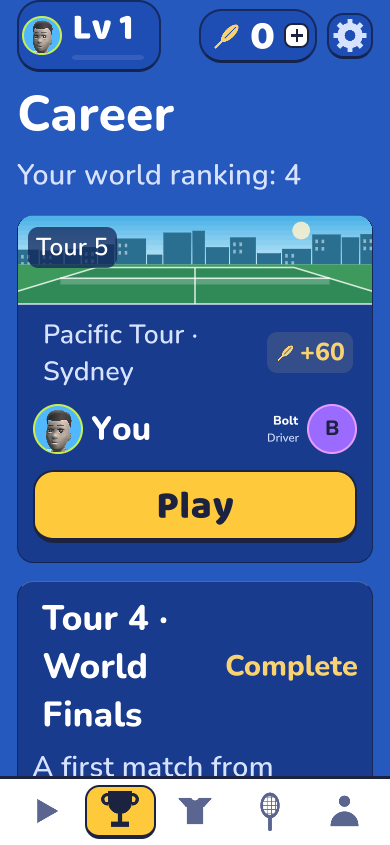 Lv 1
0
Career
Your world ranking: 4
Tour 5
Pacific Tour ·
Sydney
+60
You
Bolt
Driver
B
Play
Tour 4 ·
World
Finals
Complete
A first match from